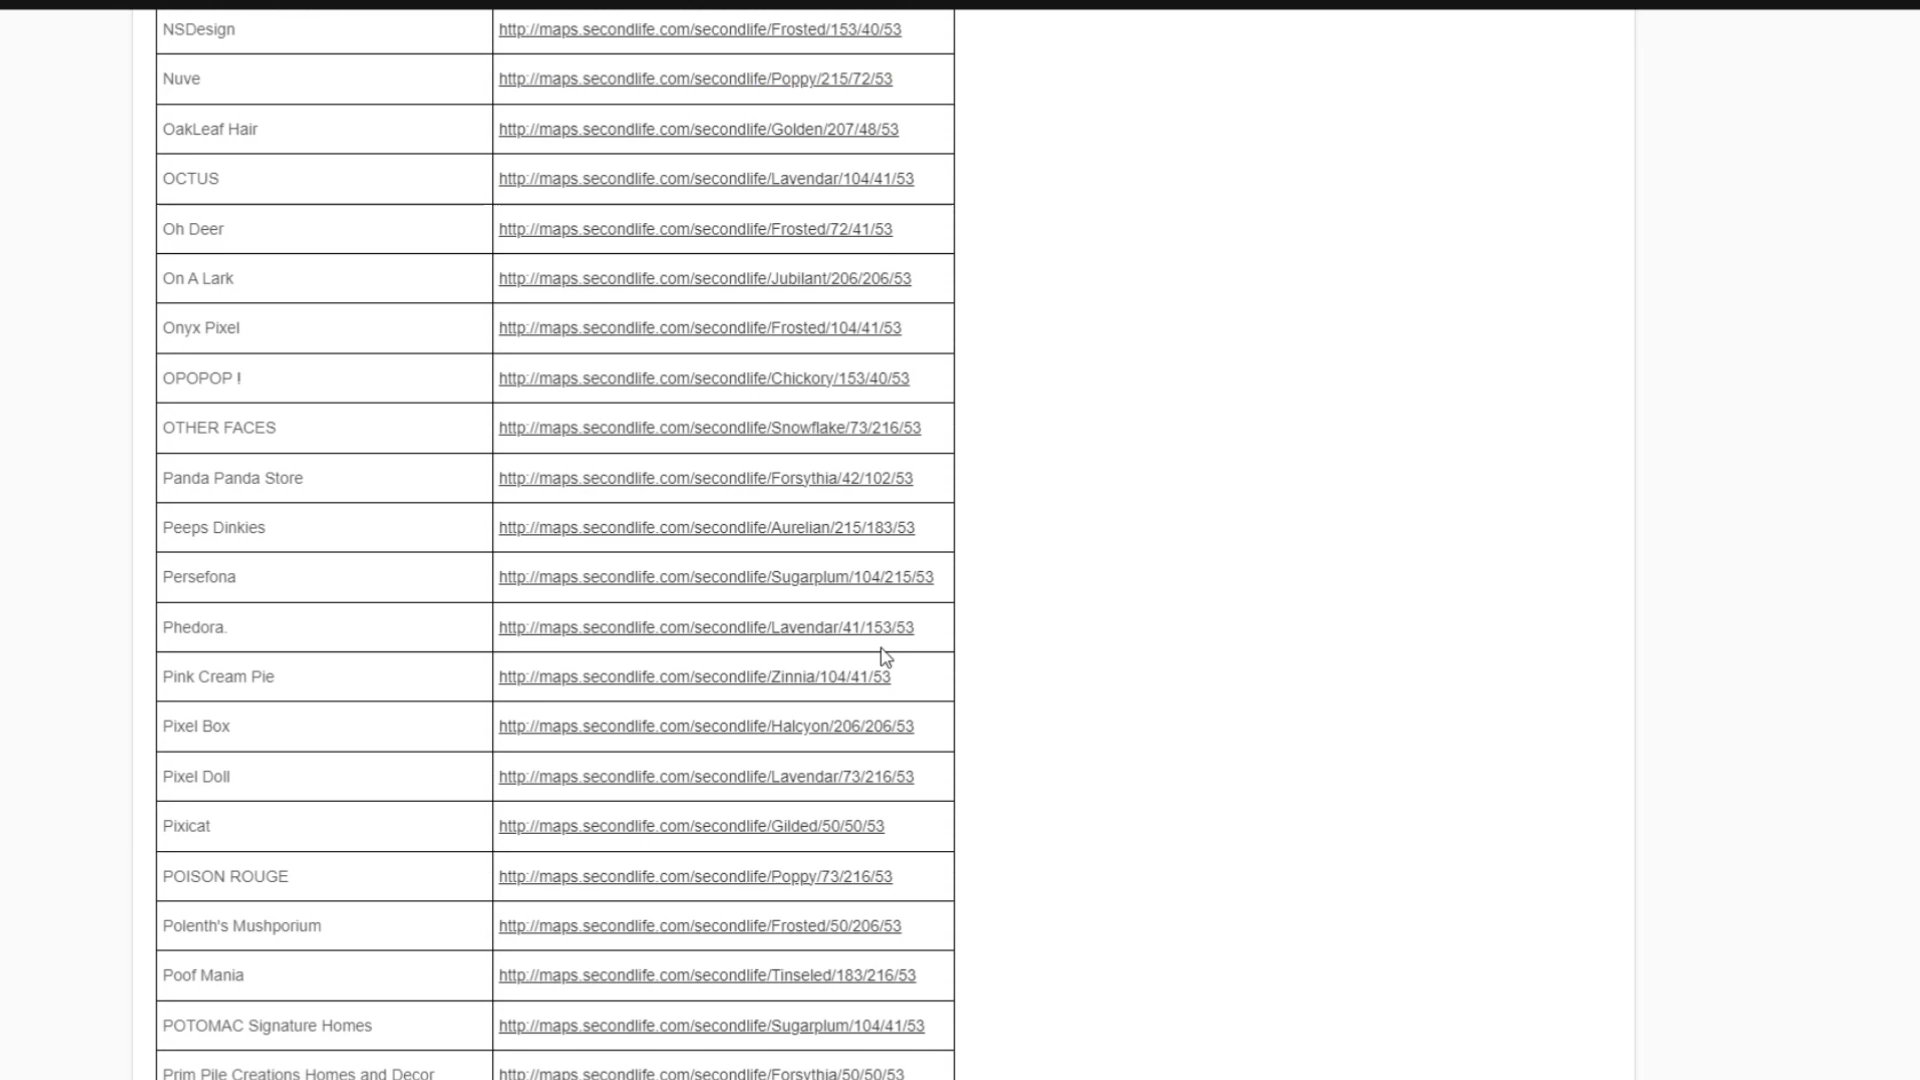 NSDesign http://maps.secondlife.com/secondlife/Frosted/153/40/53
Nuve http://maps.secondlife.com/secondlife/Poppy/215/72/53
OakLeaf Hair http://maps.secondlife.com/secondlife/Golden/207/48/53
OCTUS http://maps.secondlife.com/secondlife/Lavendar/104/41/53
Oh Deer http://maps.secondlife.com/secondlife/Frosted/72/41/53
On A Lark http://maps.secondlife.com/secondlife/Jubilant/206/206/53
Onyx Pixel http://maps.secondlife.com/secondlife/Frosted/104/41/53
OPOPOP ! http://maps.secondlife.com/secondlife/Chickory/153/40/53
OTHER FACES http://maps.secondlife.com/secondlife/Snowflake/73/216/53
Panda Panda Store http://maps.secondlife.com/secondlife/Forsythia/42/102/53
Peeps Dinkies http://maps.secondlife.com/secondlife/Aurelian/215/183/53
Persefona http://maps.secondlife.com/secondlife/Sugarplum/104/215/53
Phedora. http://maps.secondlife.com/secondlife/Lavendar/41/153/53
Pink Cream Pie http://maps.secondlife.com/secondlife/Zinnia/104/41/53
Pixel Box http://maps.secondlife.com/secondlife/Halcyon/206/206/53
Pixel Doll http://maps.secondlife.com/secondlife/Lavendar/73/216/53
Pixicat http://maps.secondlife.com/secondlife/Gilded/50/50/53
POISON ROUGE http://maps.secondlife.com/secondlife/Poppy/73/216/53
Polenth's Mushporium http://maps.secondlife.com/secondlife/Frosted/50/206/53
Poof Mania http://maps.secondlife.com/secondlife/Tinseled/183/216/53
POTOMAC Signature Homes http://maps.secondlife.com/secondlife/Sugarplum/104/41/53
Prim Pile Creations Homes and Decor http://maps.secondlife.com/secondlife/Forsythia/50/50/53